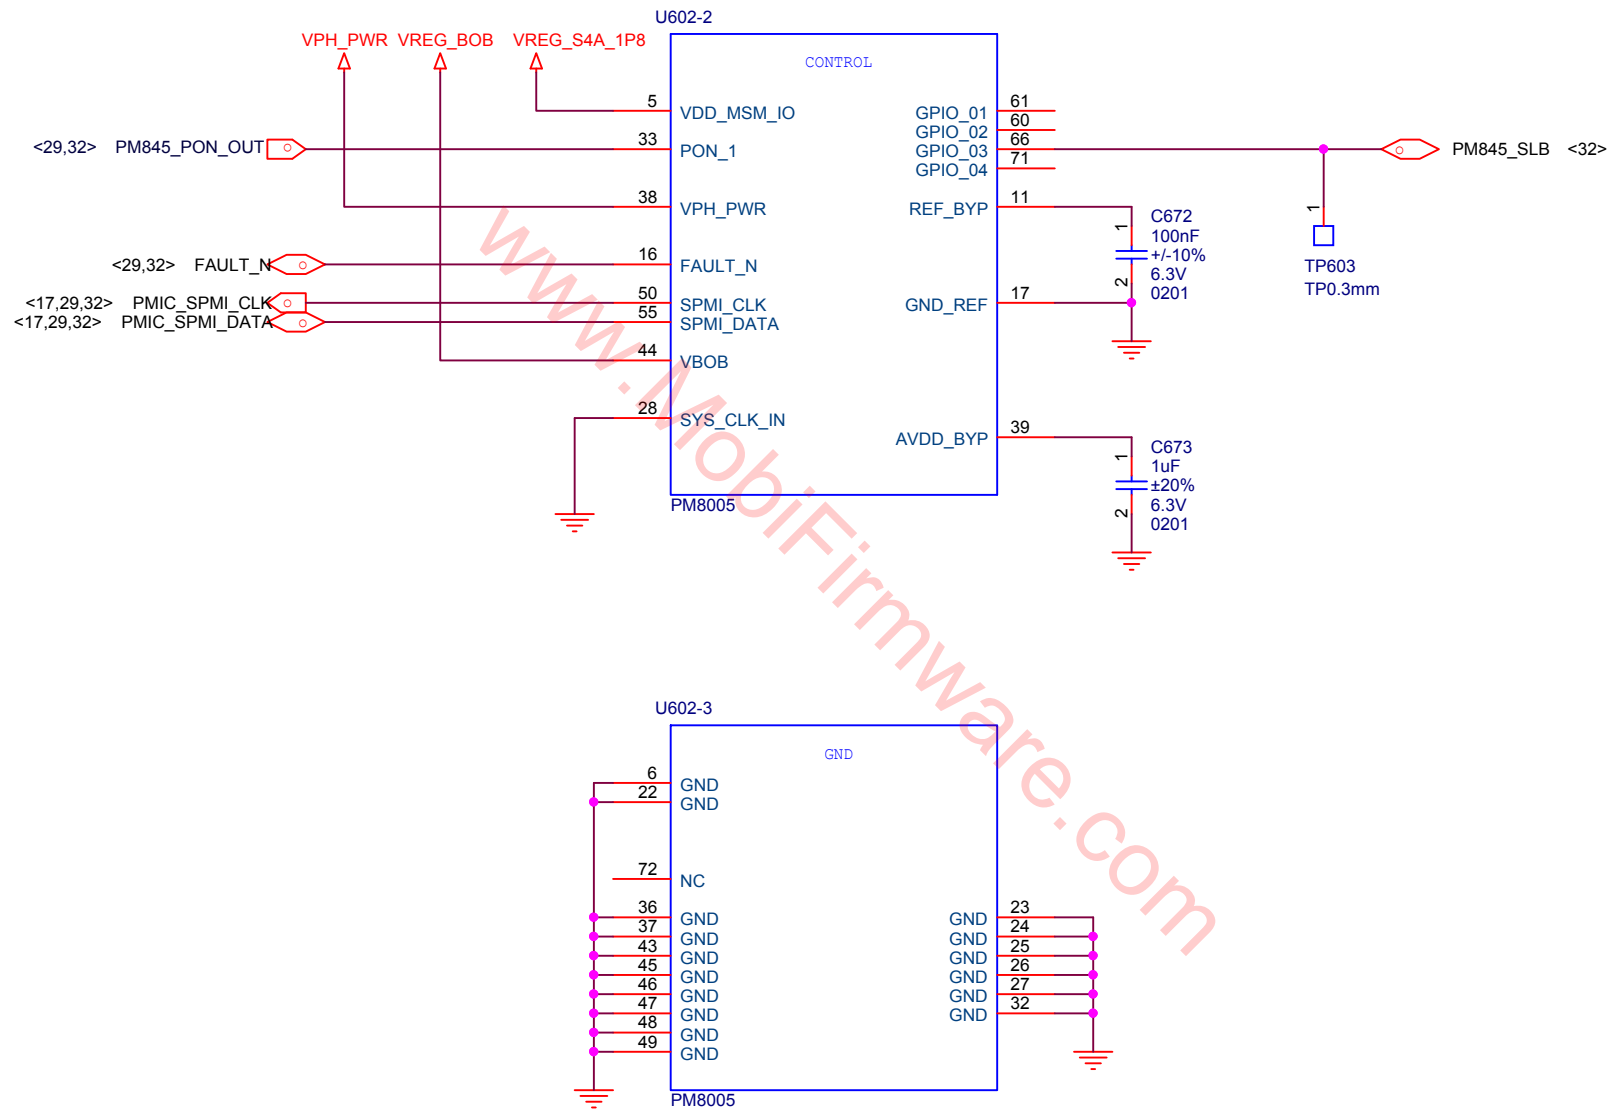 U602-2
VPH_PWR VREG_BOB VREG_S4A_1P8
CONTROL
5 VDD_MSM_IO GPIO_01 61
GPIO_02 60
<29,32> PM845_PON_OUT 33 PON_1 GPIO_03 66 PM845_SLB <32>
GPIO_04 71
38 VPH_PWR REF_BYP 11
1 C672
100nF
+/-10%
6.3V
2 0201
1
TP603
TP0.3mm
<29,32> FAULT_N 16 FAULT_N
<17,29,32> PMIC_SPMI_CLK 50 SPMI_CLK GND_REF 17
<17,29,32> PMIC_SPMI_DATA 55 SPMI_DATA
44 VBOB
28 SYS_CLK_IN
AVDD_BYP 39
1 C673
1uF
±20%
6.3V
2 0201
PM8005
www.MobiFirmware.com
U602-3
GND
6 GND
22 GND
72 NC
36 GND GND 23
37 GND GND 24
43 GND GND 25
45 GND GND 26
46 GND GND 27
47 GND GND 32
48 GND
49 GND
PM8005